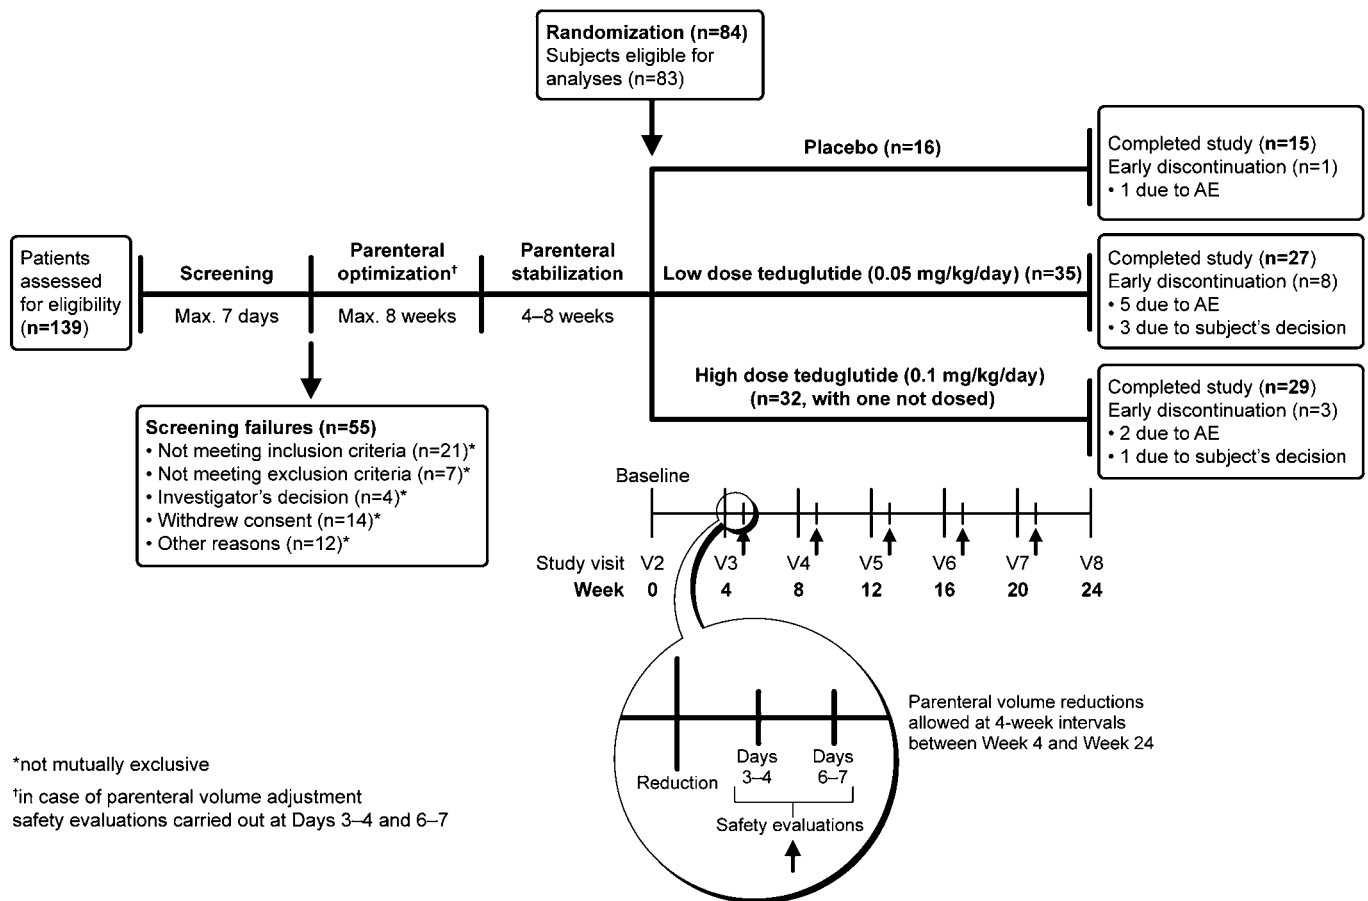 Randomization (n=84)
Subjects eligible for
analyses (n=83)
Placebo (n=16)
Completed study (n=15)
Early discontinuation (n=1)
• 1 due to AE
Patients
assessed
for eligibility
(n=139)
Screening
Max. 7 days
Parenteral
optimization†
Max. 8 weeks
Parenteral
stabilization
4–8 weeks
Low dose teduglutide (0.05 mg/kg/day) (n=35)
Completed study (n=27)
Early discontinuation (n=8)
• 5 due to AE
• 3 due to subject's decision
High dose teduglutide (0.1 mg/kg/day)
(n=32, with one not dosed)
Completed study (n=29)
Early discontinuation (n=3)
• 2 due to AE
• 1 due to subject's decision
Screening failures (n=55)
• Not meeting inclusion criteria (n=21)*
• Not meeting exclusion criteria (n=7)*
• Investigator's decision (n=4)*
• Withdrew consent (n=14)*
• Other reasons (n=12)*
Baseline
Study visit V2 V3 V4 V5 V6 V7 V8
Week 0 4 8 12 16 20 24
Reduction
Days
3–4
Days
6–7
Safety evaluations
Parenteral volume reductions
allowed at 4-week intervals
between Week 4 and Week 24
*not mutually exclusive
†in case of parenteral volume adjustment
safety evaluations carried out at Days 3–4 and 6–7